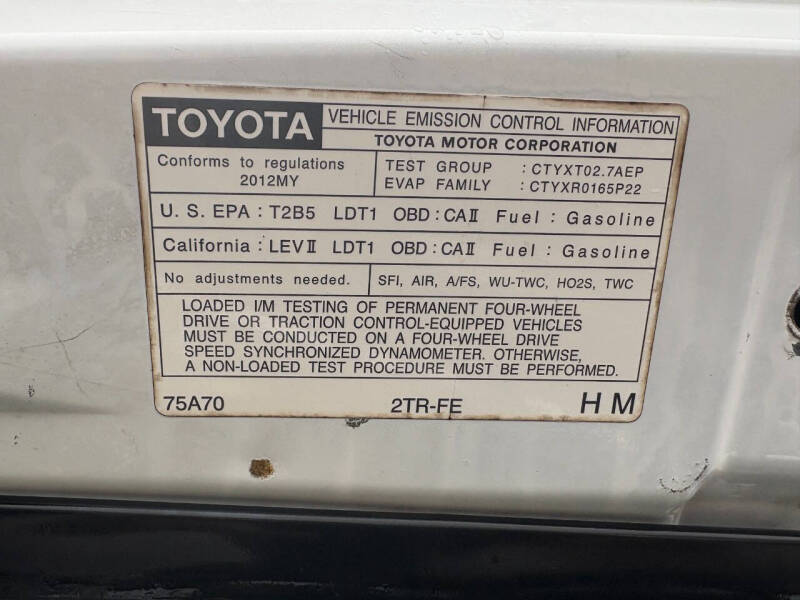 TOYOTA
VEHICLE EMISSION CONTROL INFORMATION
TOYOTA MOTOR CORPORATION
Conforms to regulations
2012MY
TEST GROUP : CTYXT02.7AEP
EVAP FAMILY : CTYXR0165P22
U. S. EPA : T2B5 LDT1 OBD : CAⅡ Fuel : Gasoline
California : LEVⅡ LDT1 OBD : CAⅡ Fuel : Gasoline
No adjustments needed.
SFI, AIR, A/FS, WU-TWC, HO2S, TWC
LOADED I/M TESTING OF PERMANENT FOUR-WHEEL
DRIVE OR TRACTION CONTROL-EQUIPPED VEHICLES
MUST BE CONDUCTED ON A FOUR-WHEEL DRIVE
SPEED SYNCHRONIZED DYNAMOMETER. OTHERWISE,
A NON-LOADED TEST PROCEDURE MUST BE PERFORMED.
75A70 2TR-FE H M